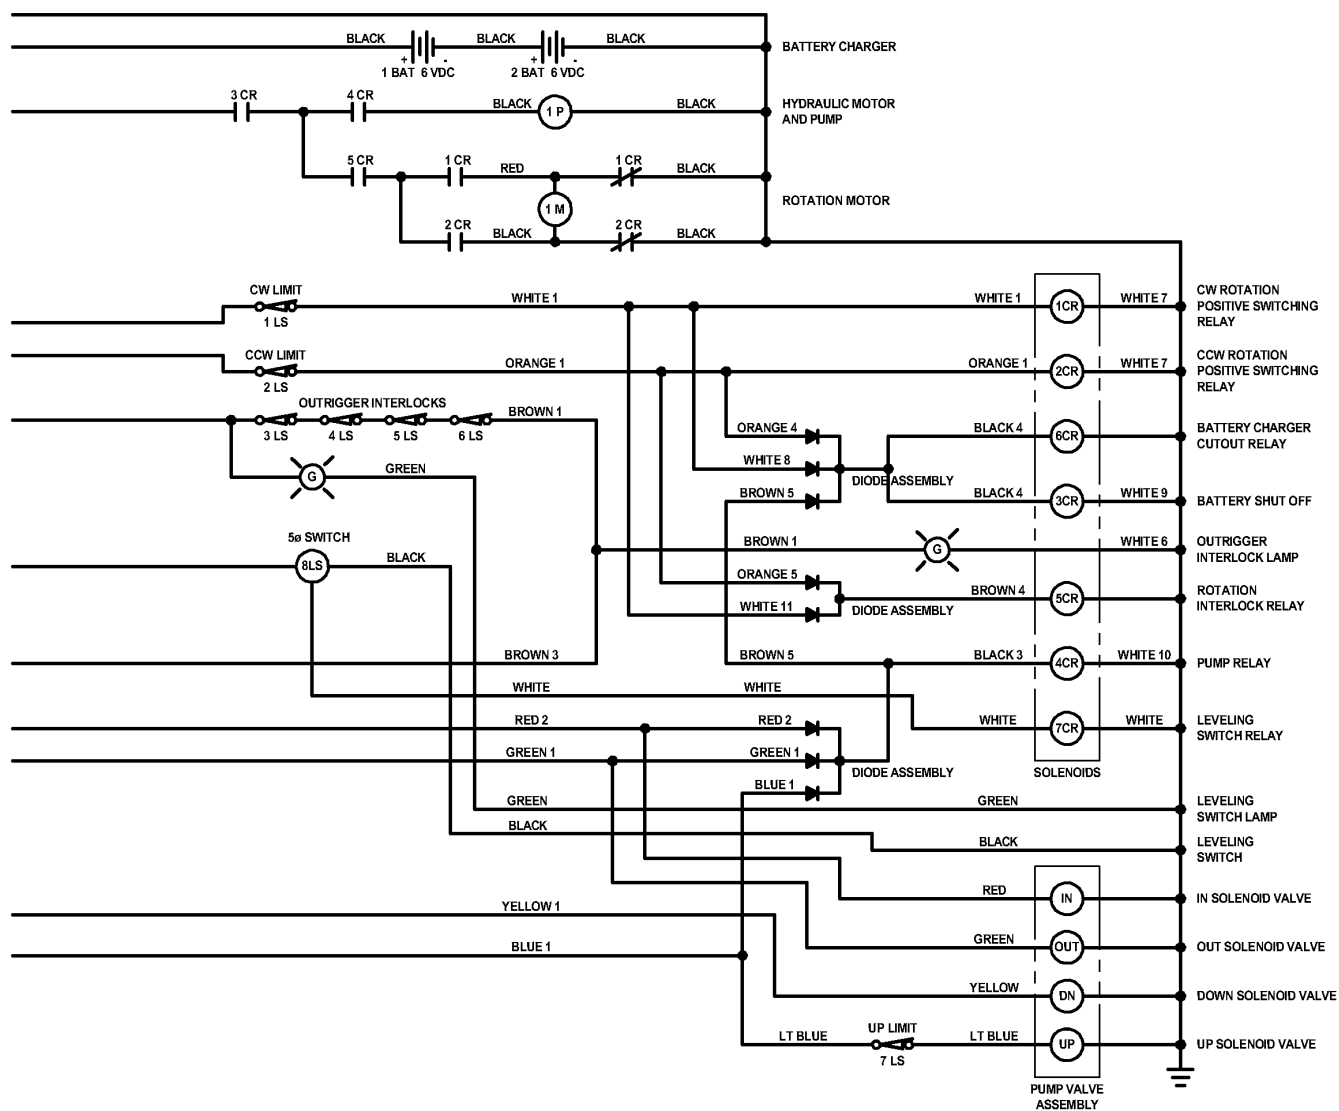 BLACK BLACK BLACK BATTERY CHARGER
+ - + -
1 BAT 6 VDC 2 BAT 6 VDC
3 CR 4 CR BLACK 1 P BLACK HYDRAULIC MOTOR
AND PUMP
5 CR 1 CR RED 1 CR BLACK
1 M ROTATION MOTOR
2 CR BLACK 2 CR BLACK
CW LIMIT WHITE 1 WHITE 1 1CR WHITE 7 CW ROTATION
POSITIVE SWITCHING
1 LS RELAY
CCW LIMIT ORANGE 1 ORANGE 1 2CR WHITE 7 CCW ROTATION
POSITIVE SWITCHING
2 LS RELAY
OUTRIGGER INTERLOCKS BROWN 1
3 LS 4 LS 5 LS 6 LS
ORANGE 4 BLACK 4 6CR BATTERY CHARGER
CUTOUT RELAY
G GREEN WHITE 8
DIODE ASSEMBLY
BROWN 5 BLACK 4 3CR WHITE 9 BATTERY SHUT OFF
5ø SWITCH BROWN 1 G WHITE 6 OUTRIGGER
INTERLOCK LAMP
8LS BLACK
ORANGE 5 BROWN 4 5CR ROTATION
INTERLOCK RELAY
WHITE 11 DIODE ASSEMBLY
BROWN 3 BROWN 5 BLACK 3 4CR WHITE 10 PUMP RELAY
WHITE WHITE
RED 2 RED 2 WHITE 7CR WHITE LEVELING
SWITCH RELAY
GREEN 1 GREEN 1
DIODE ASSEMBLY SOLENOIDS
BLUE 1
GREEN GREEN LEVELING
SWITCH LAMP
BLACK BLACK LEVELING
SWITCH
RED IN IN SOLENOID VALVE
YELLOW 1
GREEN OUT OUT SOLENOID VALVE
BLUE 1
YELLOW DN DOWN SOLENOID VALVE
LT BLUE UP LIMIT LT BLUE UP UP SOLENOID VALVE
7 LS
PUMP VALVE
ASSEMBLY